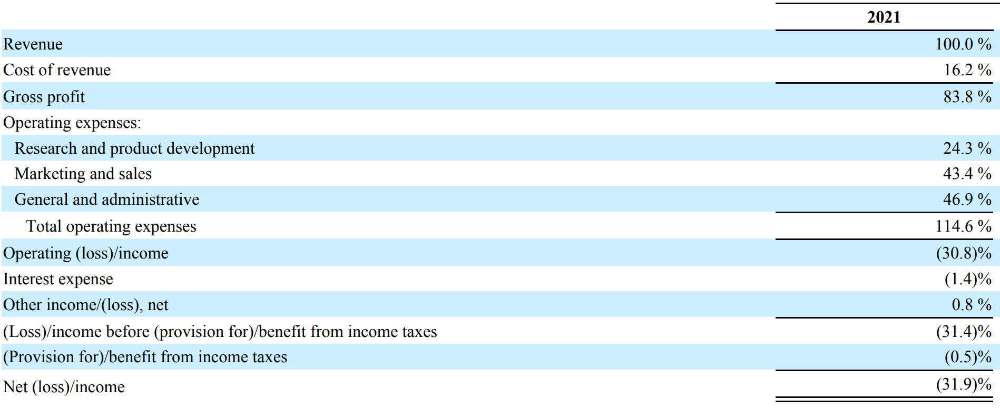 2021
Revenue 100.0 %
Cost of revenue 16.2 %
Gross profit 83.8 %
Operating expenses:
Research and product development 24.3 %
Marketing and sales 43.4 %
General and administrative 46.9 %
Total operating expenses 114.6 %
Operating (loss)/income (30.8)%
Interest expense (1.4)%
Other income/(loss), net 0.8 %
(Loss)/income before (provision for)/benefit from income taxes (31.4)%
(Provision for)/benefit from income taxes (0.5)%
Net (loss)/income (31.9)%